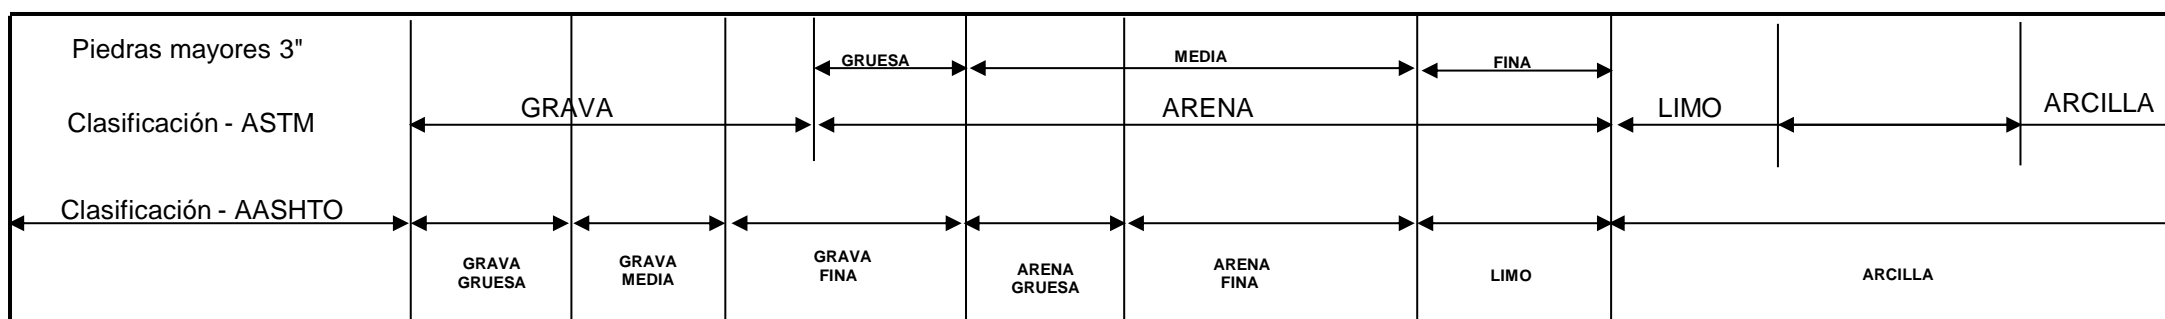 Piedras mayores 3"
GRUESA
MEDIA
FINA
Clasificación - ASTM
GRAVA
ARENA
LIMO
ARCILLA
Clasificación - AASHTO
GRAVA
GRUESA
GRAVA
MEDIA
GRAVA
FINA
ARENA
GRUESA
ARENA
FINA
LIMO
ARCILLA